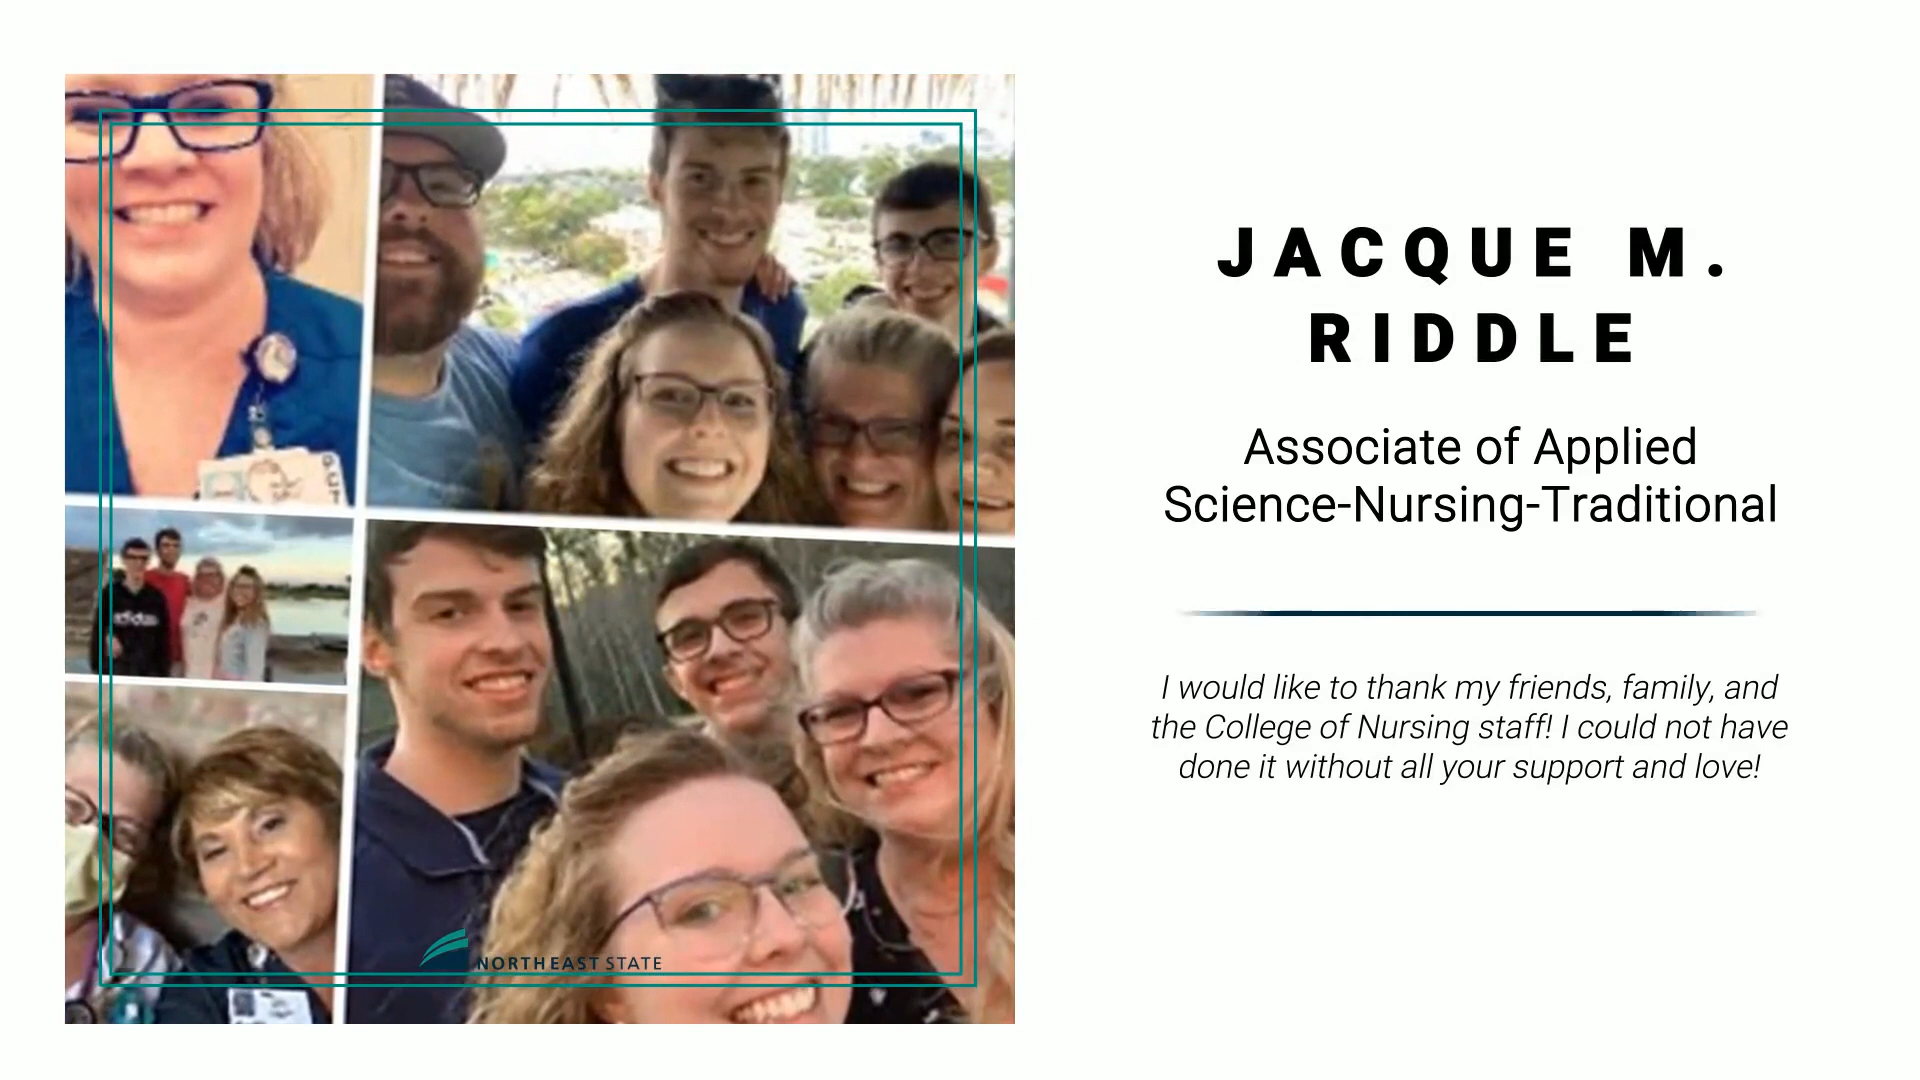 JACQUE M.
RIDDLE
Associate of Applied
Science-Nursing-Traditional
I would like to thank my friends, family, and
the College of Nursing staff! I could not have
done it without all your support and love!
NORTHEAST STATE